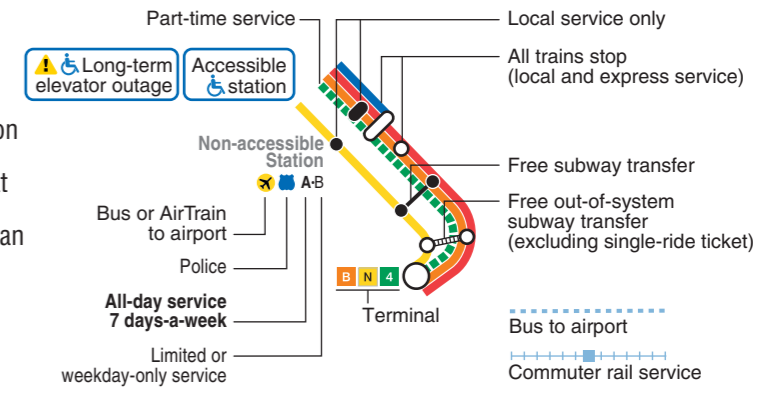 Part-time service
Local service only
Long-term
elevator outage
Accessible
station
All trains stop
(local and express service)
on
Non-accessible
Station
t
A•B
an
Free subway transfer
Free out-of-system
subway transfer
(excluding single-ride ticket)
Bus or AirTrain
to airport
Police
B N 4
Terminal
All-day service
7 days-a-week
Limited or
weekday-only service
Bus to airport
Commuter rail service